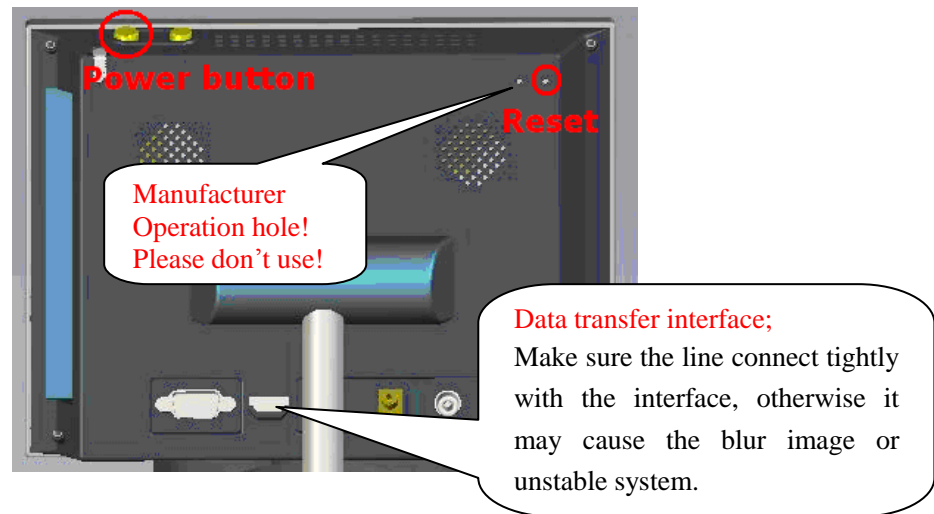 Power button
Reset
Manufacturer
Operation hole!
Please don’t use!
Data transfer interface;
Make sure the line connect tightly
with the interface, otherwise it
may cause the blur image or
unstable system.